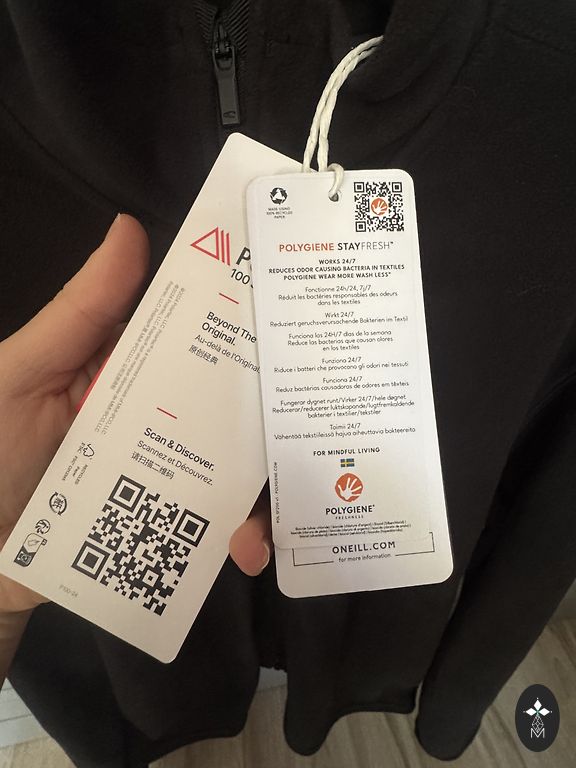 MADE USING
100% RECYCLED
PAPER
POLYGIENE STAYFRESH™
WORKS 24/7
REDUCES ODOR CAUSING BACTERIA IN TEXTILES
POLYGIENE WEAR MORE WASH LESS™
Fonctionne 24h/24, 7j/7
Réduit les bactéries responsables des odeurs
dans les textiles
Wirkt 24/7
Reduziert geruchsverursachende Bakterien im Textil
Funciona las 24H/ días de la semana
Reduce las bacterias que causan olores
en los textiles
Funziona 24/7
Riduce i batteri che provocano gli odori nei tessuti
Funciona 24/7
Reduz bactérias causadoras de odores em têxteis
Fungerar dygnet runt/Virker 24/7/hele døgnet
Reducerar/reducerer luktskapande/lugtfremkaldende
bakterier i textilier/tekstiler
Toimii 24/7
Vähentää tekstiileissä hajua aiheuttavia bakteereita
FOR MINDFUL LIVING
POLYGIENE®
FRESHNESS
POLYGIENE.COM
ONEILL.COM
for more information
100
Beyond The
Original.
Au-delà de l'Original
原创经典
Scan & Discover.
Scannez et Découvrez.
请扫描二维码
P100-24
M